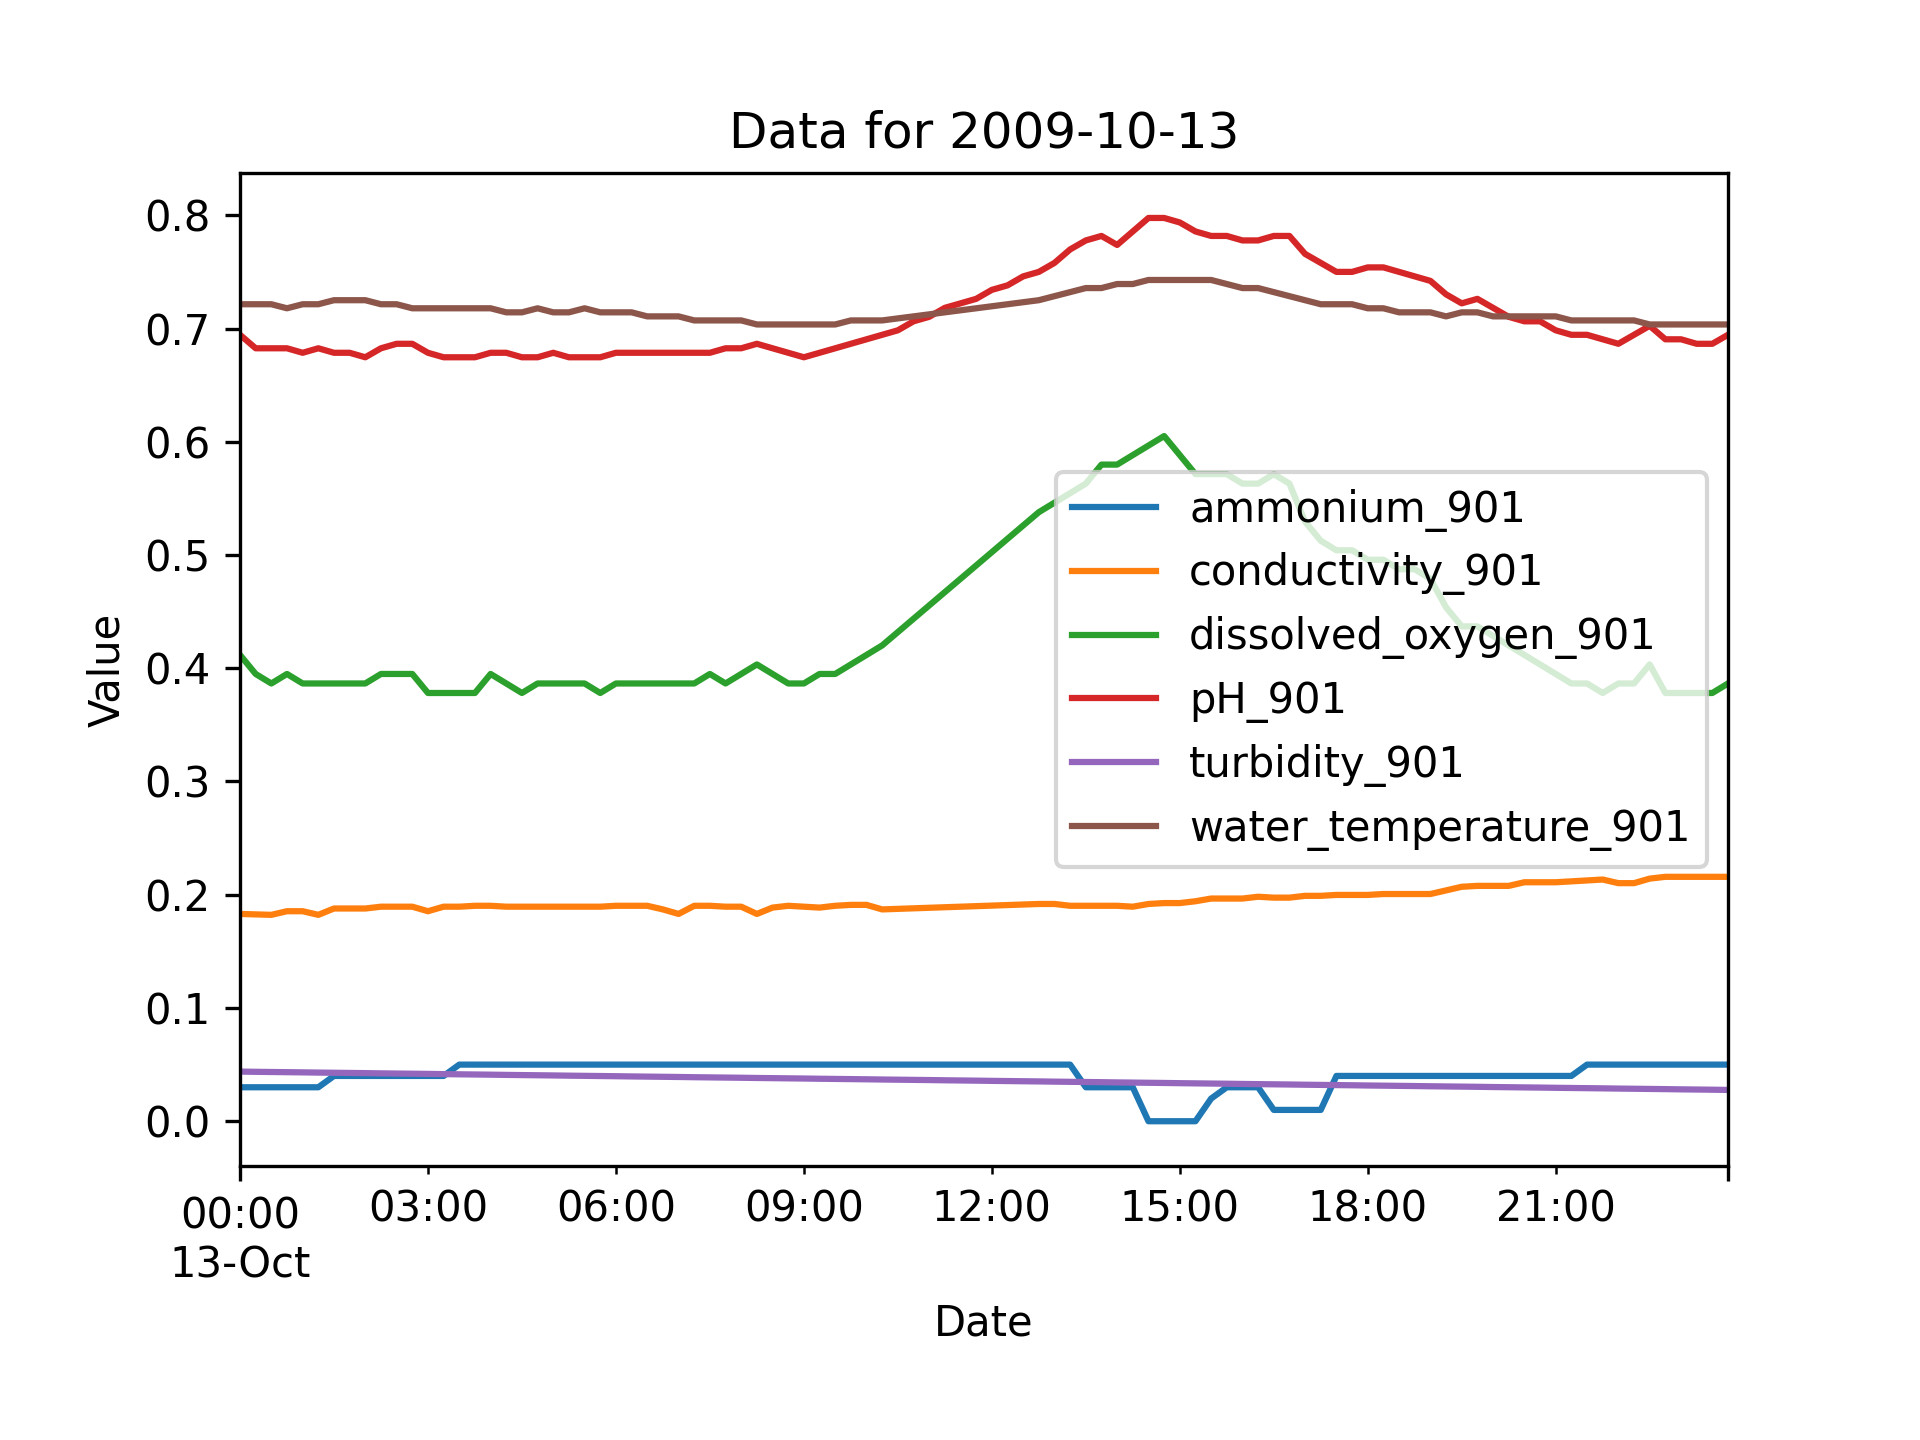 Data for 2009-10-13
0.8
0.7
0.6
0.5
0.4
0.3
0.2
0.1
0.0
Value
ammonium_901
conductivity_901
dissolved_oxygen_901
pH_901
turbidity_901
water_temperature_901
00:00 03:00 06:00 09:00 12:00 15:00 18:00 21:00
13-Oct
Date